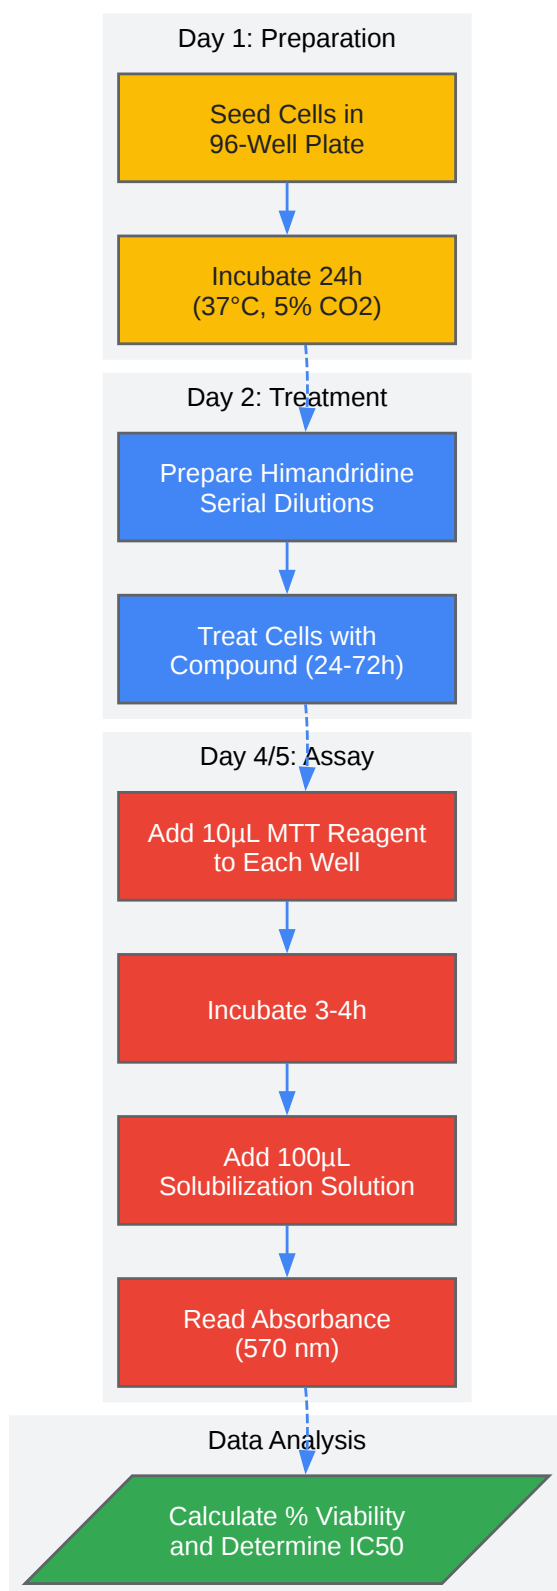 Day 1: Preparation
Seed Cells in
96-Well Plate
Incubate 24h
(37°C, 5% CO2)
Day 2: Treatment
Prepare Himandridine
Serial Dilutions
Treat Cells with
Compound (24-72h)
Day 4/5: Assay
Add 10µL MTT Reagent
to Each Well
Incubate 3-4h
Add 100µL
Solubilization Solution
Read Absorbance
(570 nm)
Data Analysis
Calculate % Viability
and Determine IC50